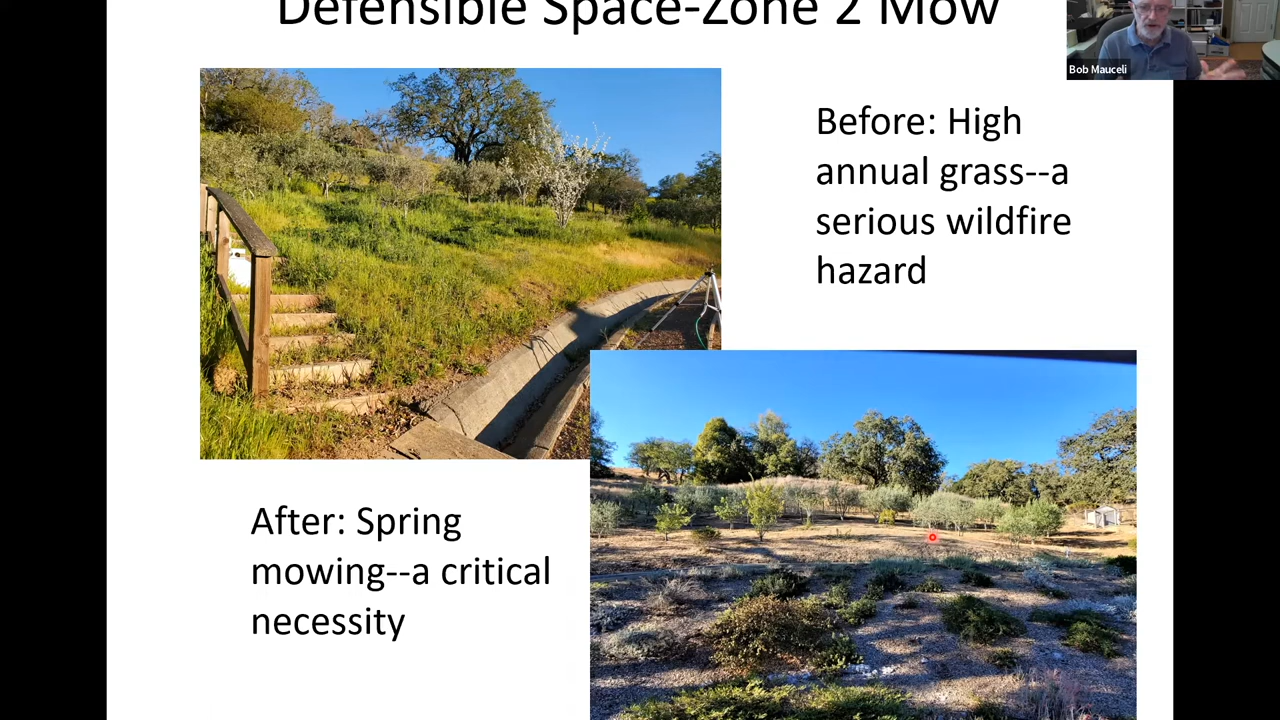 Defensible Space-Zone 2 Mow
Bob Mauceli
Before: High
annual grass--a
serious wildfire
hazard
After: Spring
mowing--a critical
necessity